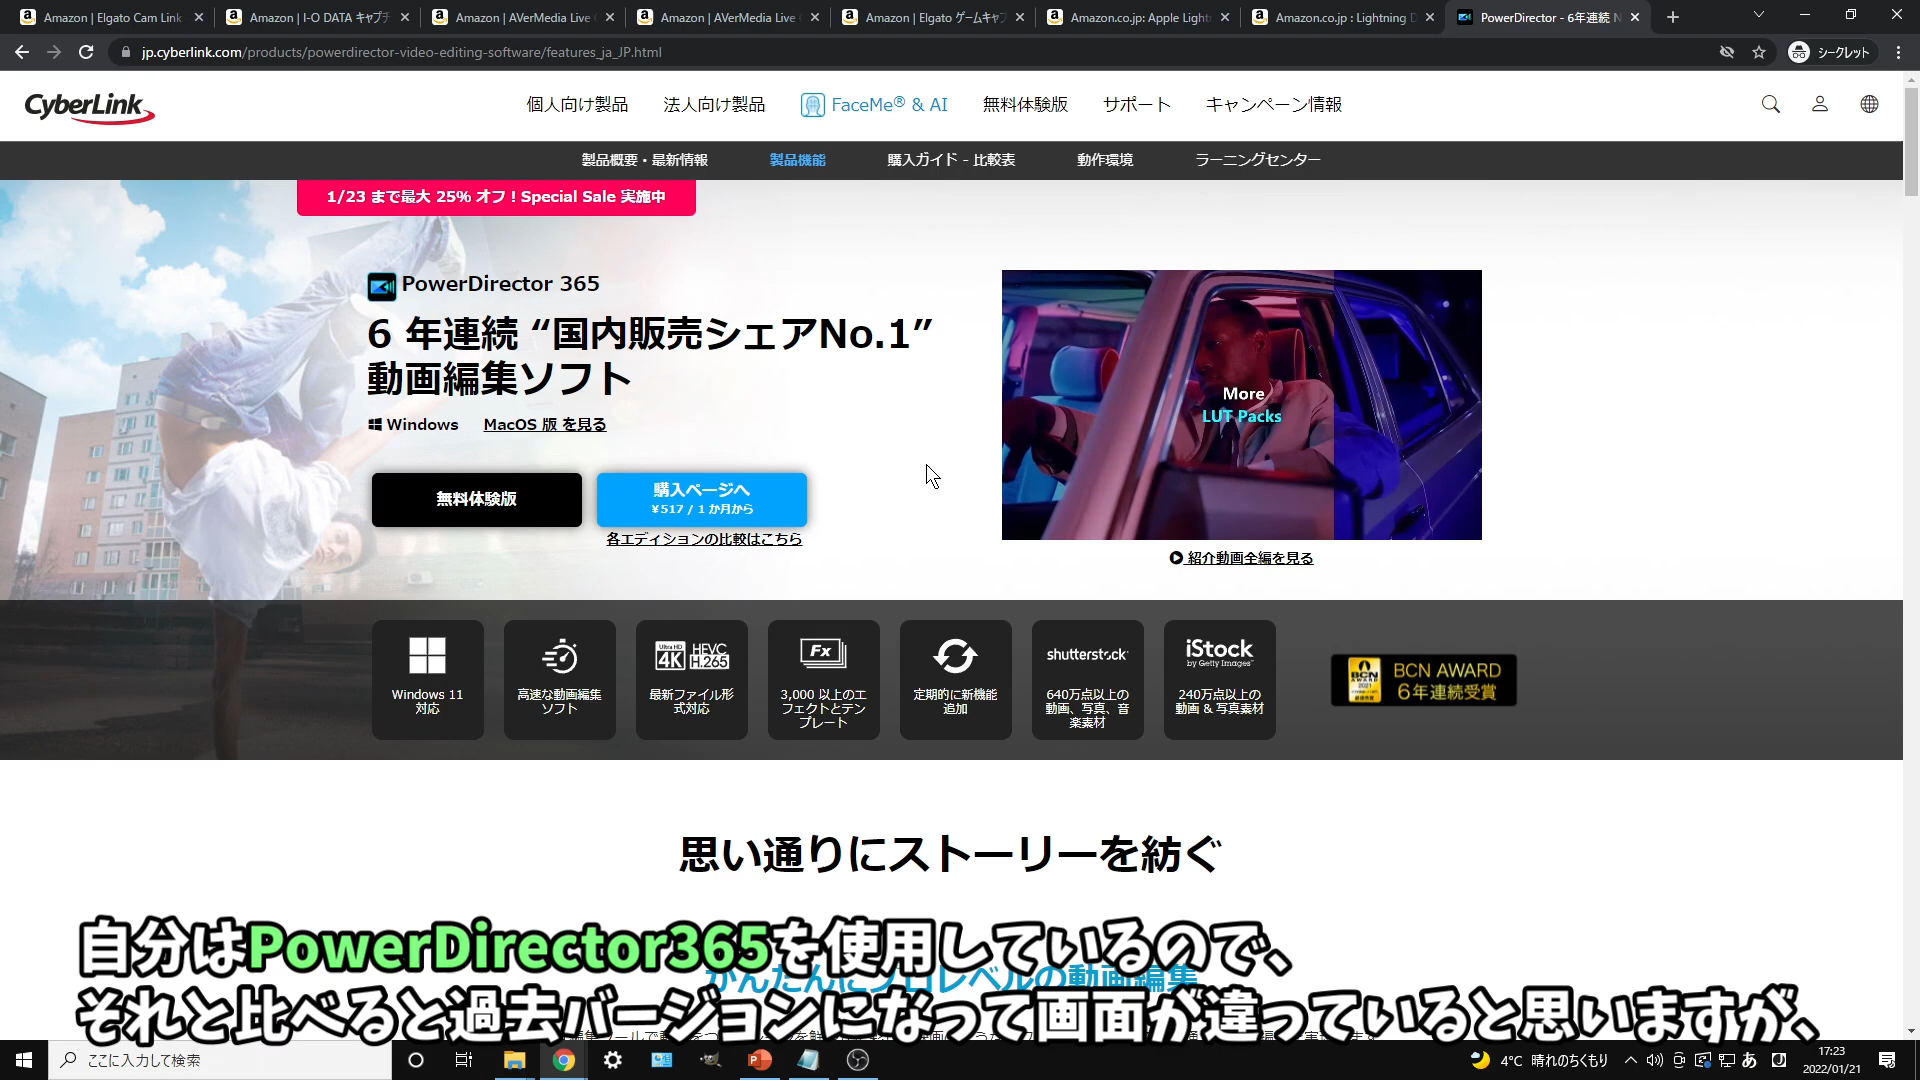 Amazon | Elgato Cam Link
Amazon | I-O DATA キャプチ
Amazon | AVerMedia Live
Amazon | AVerMedia Live
Amazon | Elgato ゲームキャプ
Amazon.co.jp: Apple Light
Amazon.co.jp : Lightning D
PowerDirector - 6年連続 N
jp.cyberlink.com/products/powerdirector-video-editing-software/features_ja_JP.html
シークレット
CyberLink
個人向け製品
法人向け製品
FaceMe® & AI
無料体験版
サポート
キャンペーン情報
製品概要・最新情報
製品機能
購入ガイド - 比較表
動作環境
ラーニングセンター
1/23 まで最大 25% オフ ! Special Sale 実施中
PowerDirector 365
6 年連続 “国内販売シェアNo.1”
動画編集ソフト
Windows
MacOS 版 を見る
無料体験版
購入ページへ
¥517 / 1 か月から
各エディションの比較はこちら
More
LUT Packs
紹介動画全編を見る
Windows 11
対応
高速な動画編集
ソフト
Ultra HD
4K
HEVC
H.265
最新ファイル形
式対応
Fx
3,000 以上のエ
フェクトとテン
プレート
定期的に新機能
追加
shutterstock
640万点以上の
動画、写真、音
楽素材
iStock
by Getty Images
240万点以上の
動画 & 写真素材
BCN AWARD
6年連続受賞
思い通りにストーリーを紡ぐ
かんたんにプロレベルの動画編集
自分はPowerDirector365を使用しているので、
それと比べると過去バージョンになって画面が違っていると思いますが、
ここに入力して検索
4°C 晴れのちくもり
あ
17:23
2022/01/21